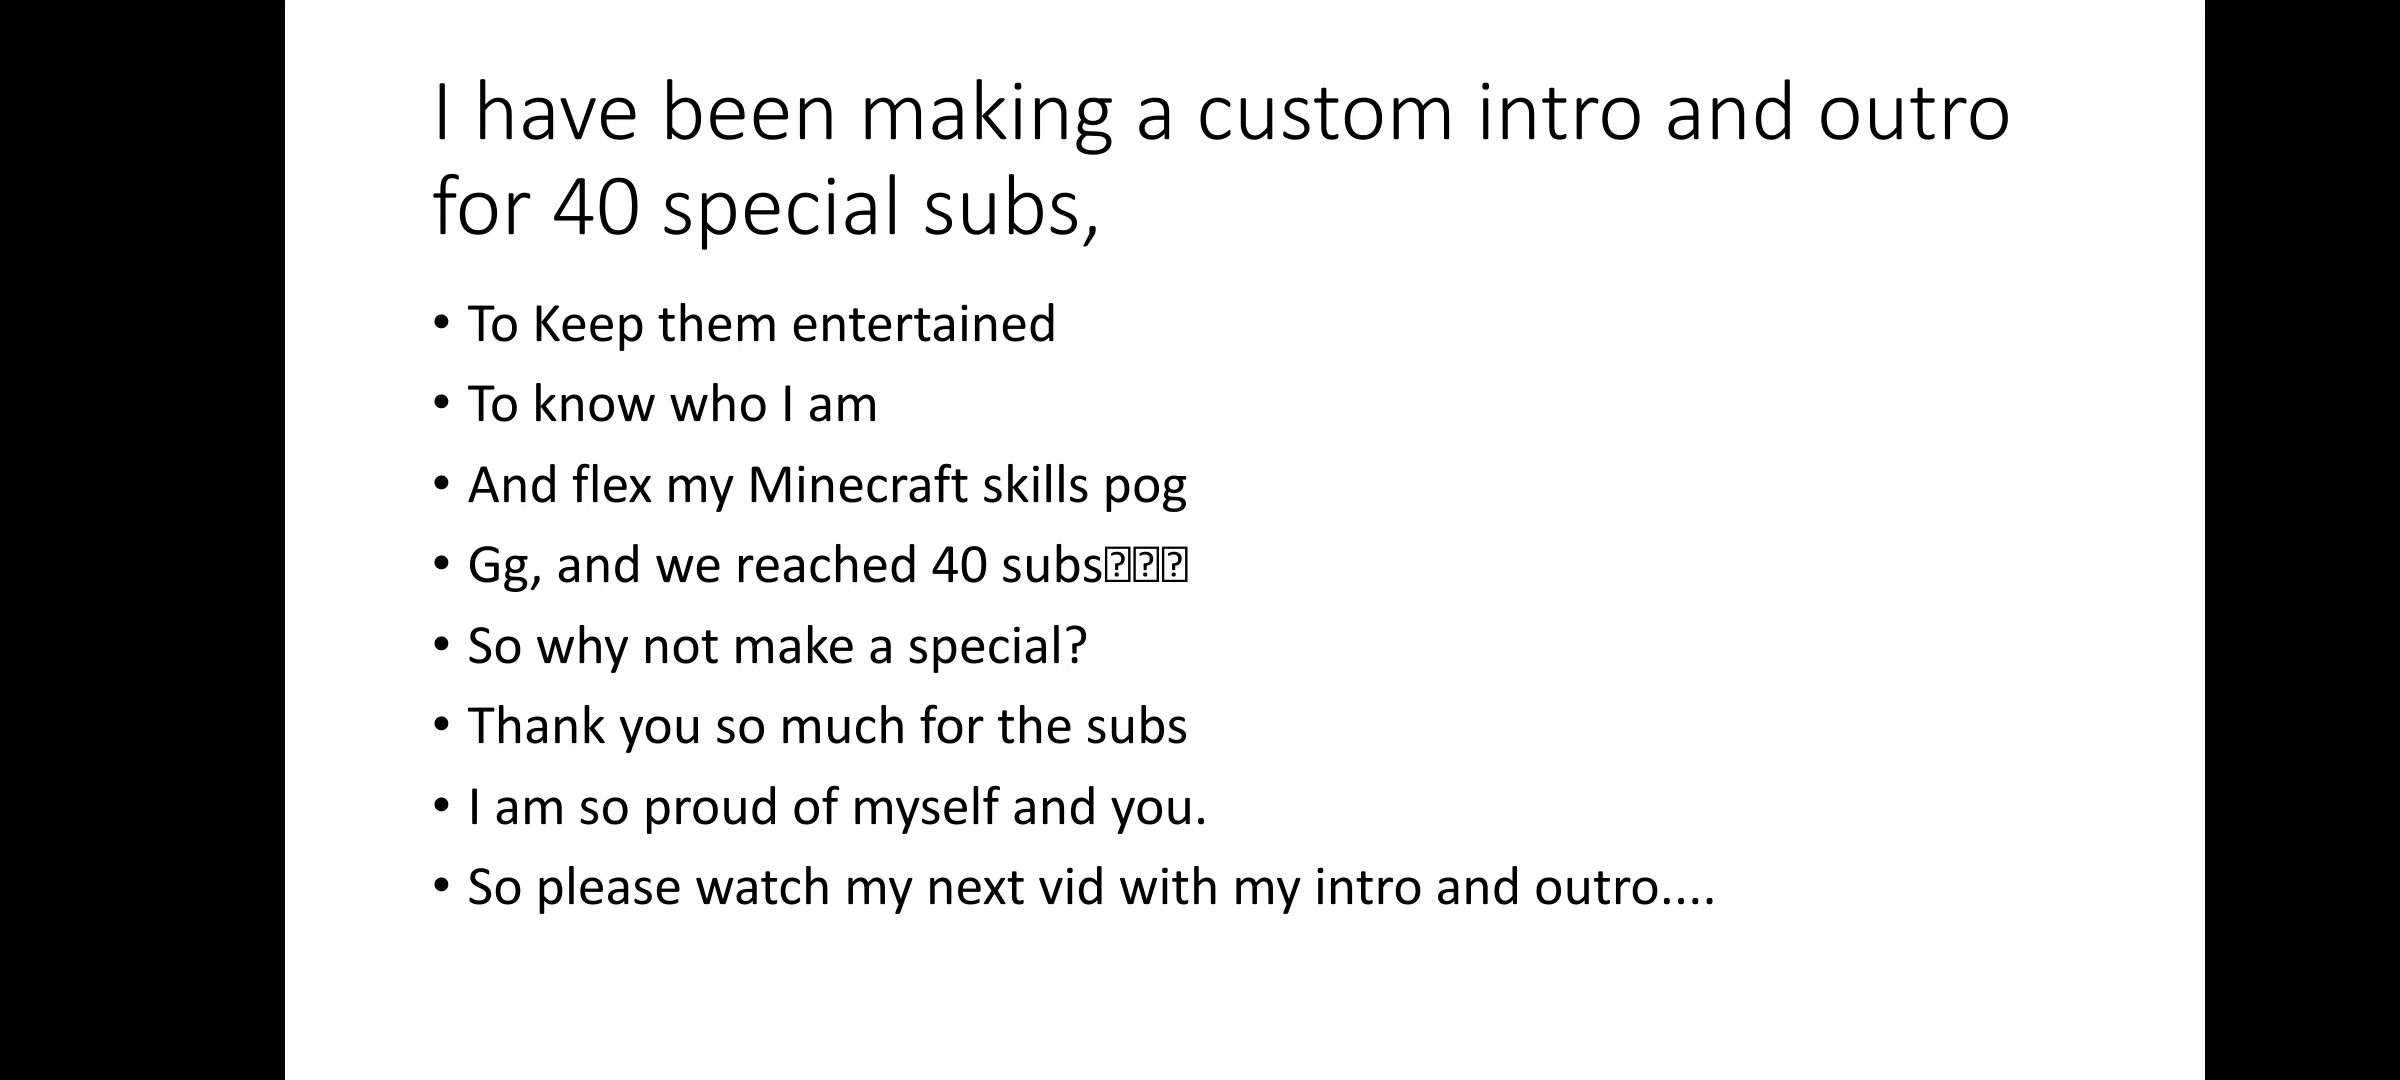 I have been making a custom intro and outro
for 40 special subs,
• To Keep them entertained
• To know who I am
• And flex my Minecraft skills pog
• Gg, and we reached 40 subs
• So why not make a special?
• Thank you so much for the subs
• I am so proud of myself and you.
• So please watch my next vid with my intro and outro....